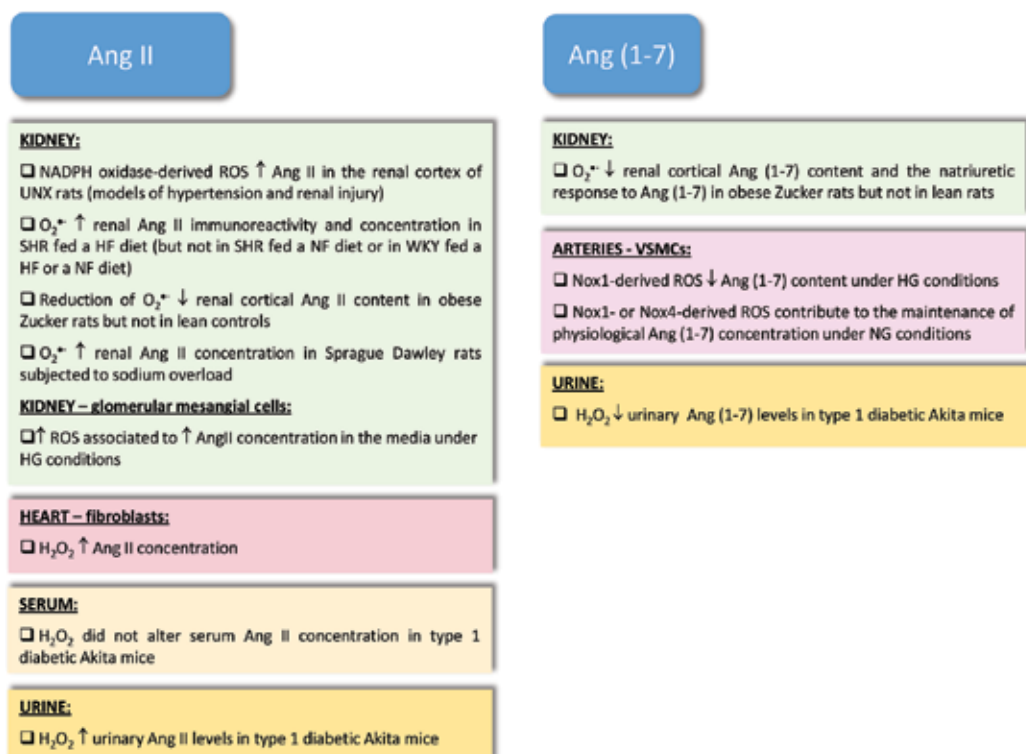 Ang II
KIDNEY:
❑ NADPH oxidase-derived ROS ↑ Ang II in the renal cortex of
UNX rats (models of hypertension and renal injury)
❑ O₂•- ↑ renal Ang II immunoreactivity and concentration in
SHR fed a HF diet (but not in SHR fed a NF diet or in WKY fed a
HF or a NF diet)
❑ Reduction of O₂•- ↓ renal cortical Ang II content in obese
Zucker rats but not in lean controls
❑ O₂•- ↑ renal Ang II concentration in Sprague Dawley rats
subjected to sodium overload
KIDNEY – glomerular mesangial cells:
❑ ↑ ROS associated to ↑ AngII concentration in the media under
HG conditions
HEART – fibroblasts:
❑ H₂O₂ ↑ Ang II concentration
SERUM:
❑ H₂O₂ did not alter serum Ang II concentration in type 1
diabetic Akita mice
URINE:
❑ H₂O₂ ↑ urinary Ang II levels in type 1 diabetic Akita mice
Ang (1-7)
KIDNEY:
❑ O₂•- ↓ renal cortical Ang (1-7) content and the natriuretic
response to Ang (1-7) in obese Zucker rats but not in lean rats
ARTERIES - VSMCs:
❑ Nox1-derived ROS ↓ Ang (1-7) content under HG conditions
❑ Nox1- or Nox4-derived ROS contribute to the maintenance of
physiological Ang (1-7) concentration under NG conditions
URINE:
❑ H₂O₂ ↓ urinary Ang (1-7) levels in type 1 diabetic Akita mice